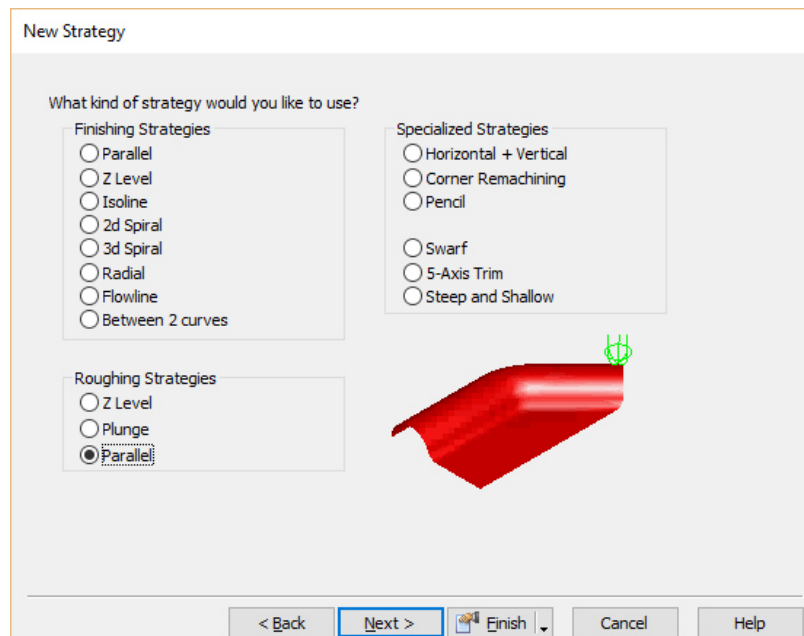 New Strategy
What kind of strategy would you like to use?
Finishing Strategies
Parallel
Z Level
Isoline
2d Spiral
3d Spiral
Radial
Flowline
Between 2 curves
Specialized Strategies
Horizontal + Vertical
Corner Remachining
Pencil
Swarf
5-Axis Trim
Steep and Shallow
Roughing Strategies
Z Level
Plunge
Parallel
< Back
Next >
Finish
Cancel
Help